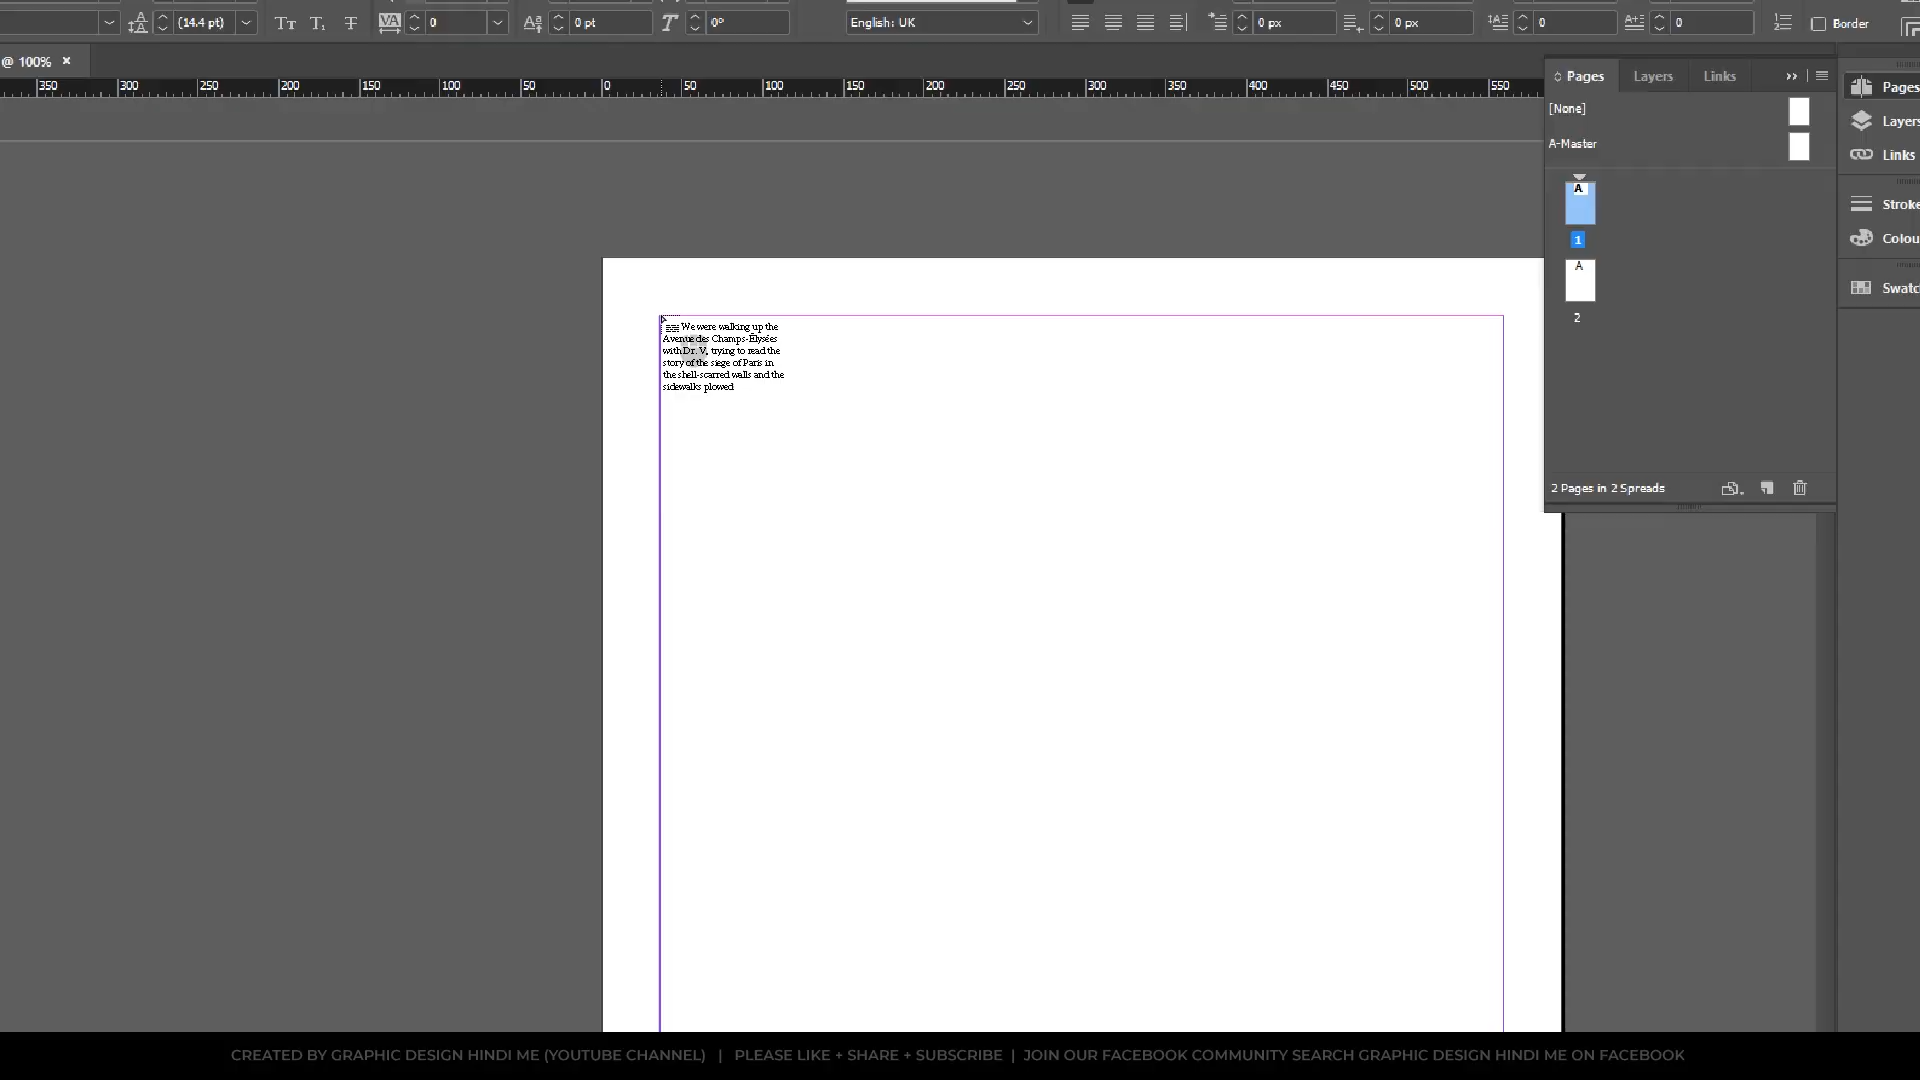 (14.4 pt)
0
0 pt
0°
English: UK
0 px
0 px
0
0
Border
@ 100% ×
350 300 250 200 150 100 50 0 50 100 150 200 250 300 350 400 450 500 550
Pages Layers Links
[None]
A-Master
A
1
A
2
2 Pages in 2 Spreads
Pages
Layers
Links
Stroke
Colou
Swatc
We were walking up the
Avenue des Champs-Élysées
with Dr. V, trying to read the
story of the siege of Paris in
the shell-scarred walls and the
sidewalks plowed
CREATED BY GRAPHIC DESIGN HINDI ME (YOUTUBE CHANNEL) | PLEASE LIKE + SHARE + SUBSCRIBE | JOIN OUR FACEBOOK COMMUNITY SEARCH GRAPHIC DESIGN HINDI ME ON FACEBOOK